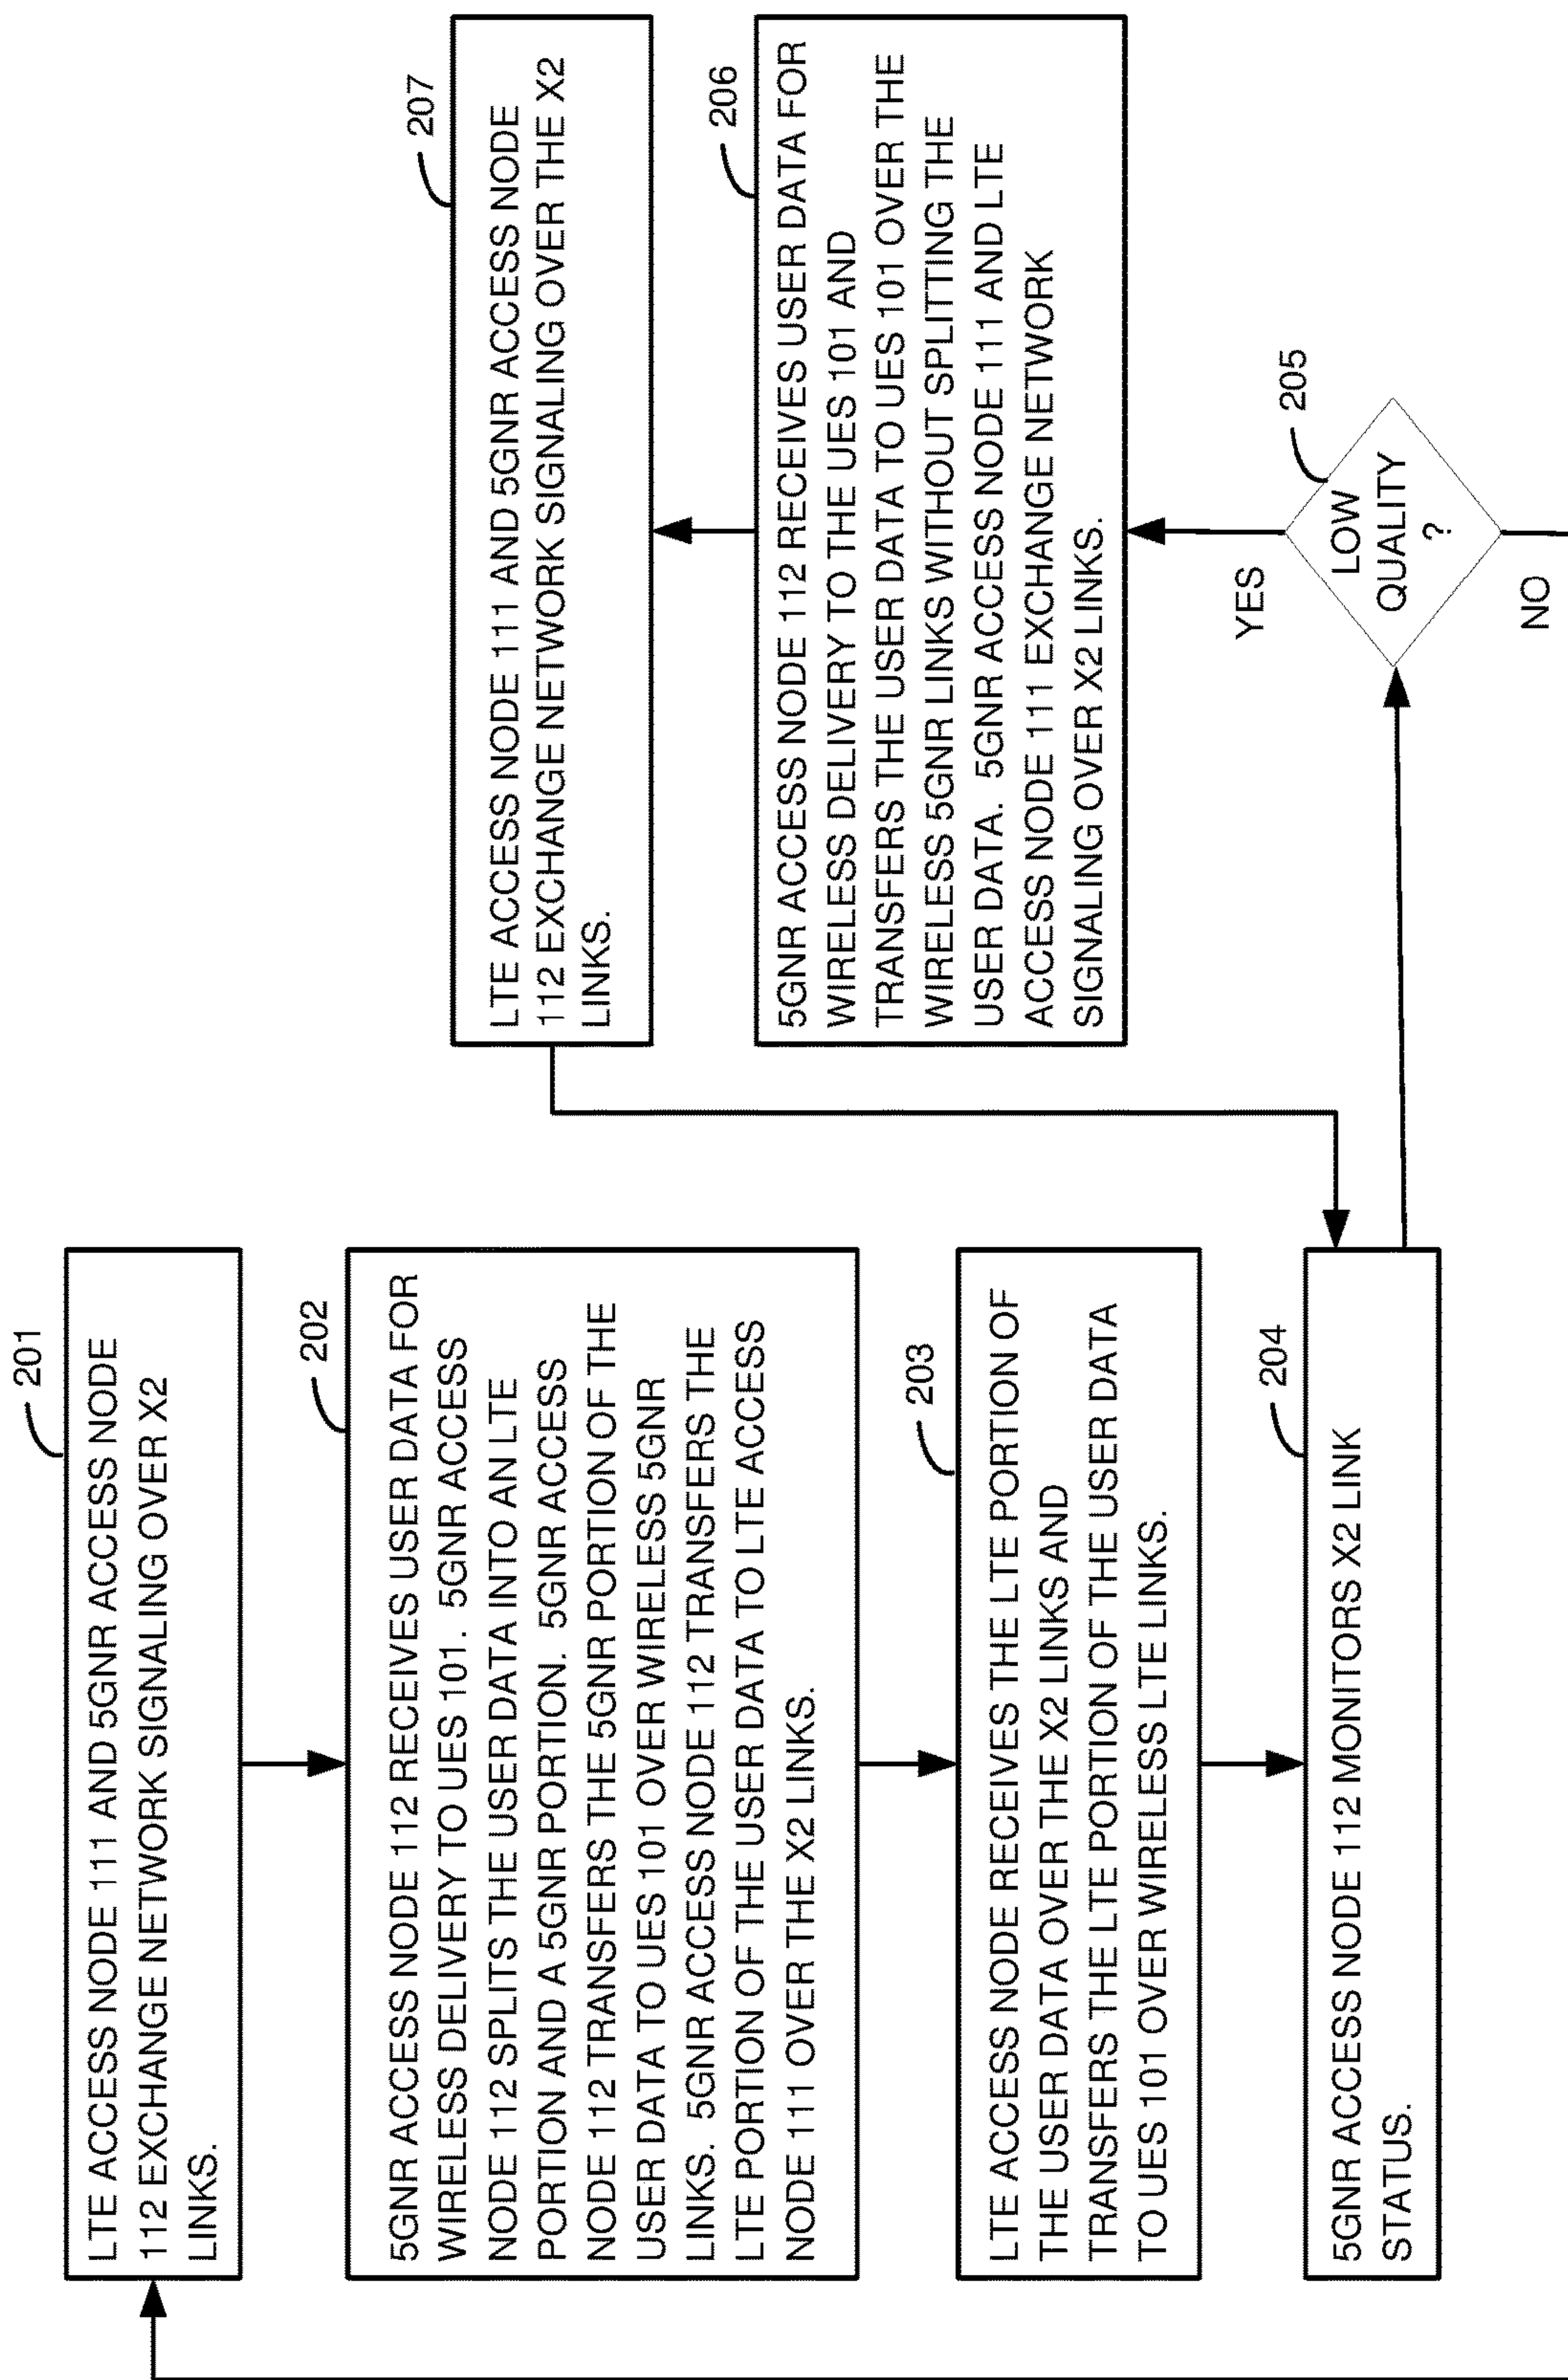 201
LTE ACCESS NODE 111 AND 5GNR ACCESS NODE
112 EXCHANGE NETWORK SIGNALING OVER X2
LINKS.
202
5GNR ACCESS NODE 112 RECEIVES USER DATA FOR
WIRELESS DELIVERY TO UES 101.  5GNR ACCESS
NODE 112 SPLITS THE USER DATA INTO AN LTE
PORTION AND A 5GNR PORTION.  5GNR ACCESS
NODE 112 TRANSFERS THE 5GNR PORTION OF THE
USER DATA TO UES 101 OVER WIRELESS 5GNR
LINKS.  5GNR ACCESS NODE 112 TRANSFERS THE
LTE PORTION OF THE USER DATA TO LTE ACCESS
NODE 111 OVER THE X2 LINKS.
203
LTE ACCESS NODE RECEIVES THE LTE PORTION OF
THE USER DATA OVER THE X2 LINKS AND
TRANSFERS THE LTE PORTION OF THE USER DATA
TO UES 101 OVER WIRELESS LTE LINKS.
204
5GNR ACCESS NODE 112 MONITORS X2 LINK
STATUS.
205
LOW
QUALITY
?
YES
NO
206
5GNR ACCESS NODE 112 RECEIVES USER DATA FOR
WIRELESS DELIVERY TO THE UES 101 AND
TRANSFERS THE USER DATA TO UES 101 OVER THE
WIRELESS 5GNR LINKS WITHOUT SPLITTING THE
USER DATA.  5GNR ACCESS NODE 111 AND LTE
ACCESS NODE 111 EXCHANGE NETWORK
SIGNALING OVER X2 LINKS.
207
LTE ACCESS NODE 111 AND 5GNR ACCESS NODE
112 EXCHANGE NETWORK SIGNALING OVER THE X2
LINKS.